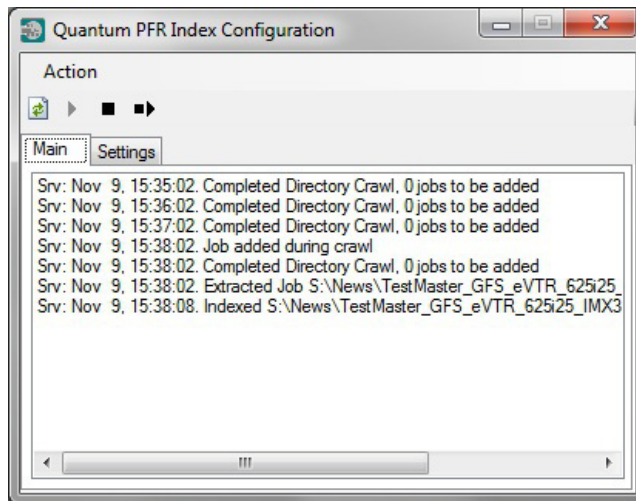 Quantum PFR Index Configuration
Action
Main Settings
Srv: Nov 9, 15:35:02. Completed Directory Crawl, 0 jobs to be added
Srv: Nov 9, 15:36:02. Completed Directory Crawl, 0 jobs to be added
Srv: Nov 9, 15:37:02. Completed Directory Crawl, 0 jobs to be added
Srv: Nov 9, 15:38:02. Job added during crawl
Srv: Nov 9, 15:38:02. Completed Directory Crawl, 0 jobs to be added
Srv: Nov 9, 15:38:02. Extracted Job S:\News\TestMaster_GFS_eVTR_625i25_
Srv: Nov 9, 15:38:08. Indexed S:\News\TestMaster_GFS_eVTR_625i25_IMX3